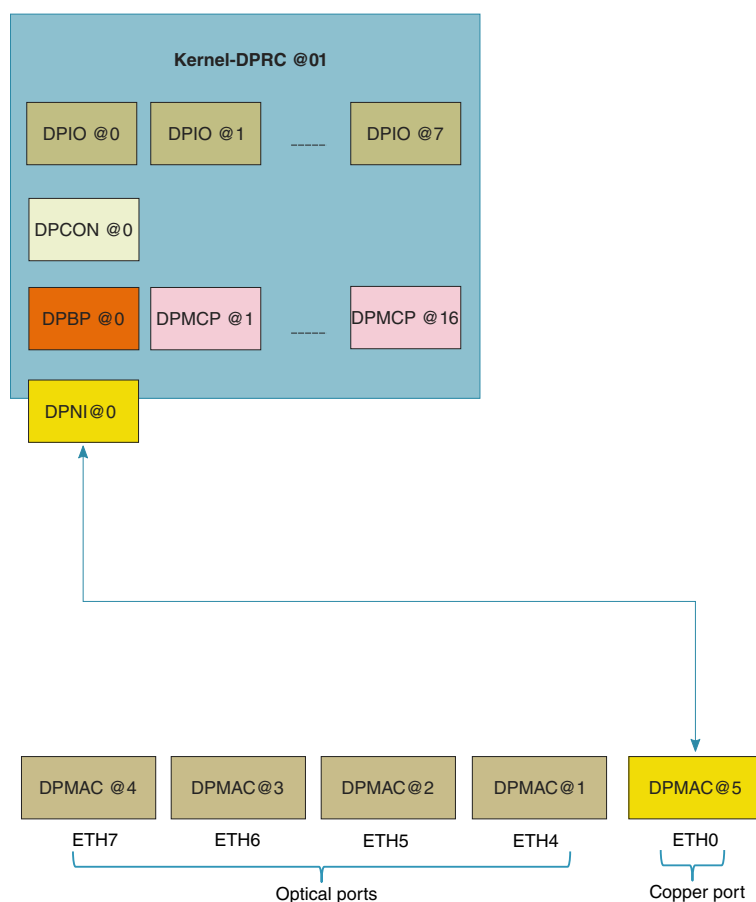 Kernel-DPRC @01
DPIO @0
DPIO @1
-----
DPIO @7
DPCON @0
DPBP @0
DPMCP @1
-----
DPMCP @16
DPNI@0
DPMAC @4
DPMAC@3
DPMAC@2
DPMAC@1
DPMAC@5
ETH7
ETH6
ETH5
ETH4
ETH0
Optical ports
Copper port